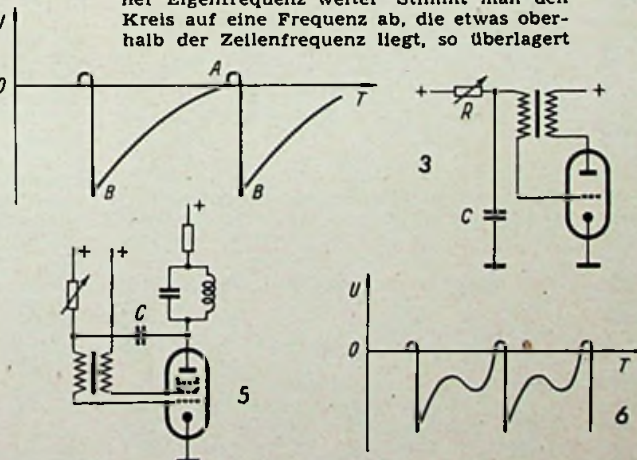 ner Eigenfrequenz weiter Stimmt man den
Kreis auf eine Frequenz ab, die etwas ober-
halb der Zeilenfrequenz liegt, so überlagert
U
0
A
T
B
B
+
R
+
3
C
+
+
+
C
5
U
0
T
6